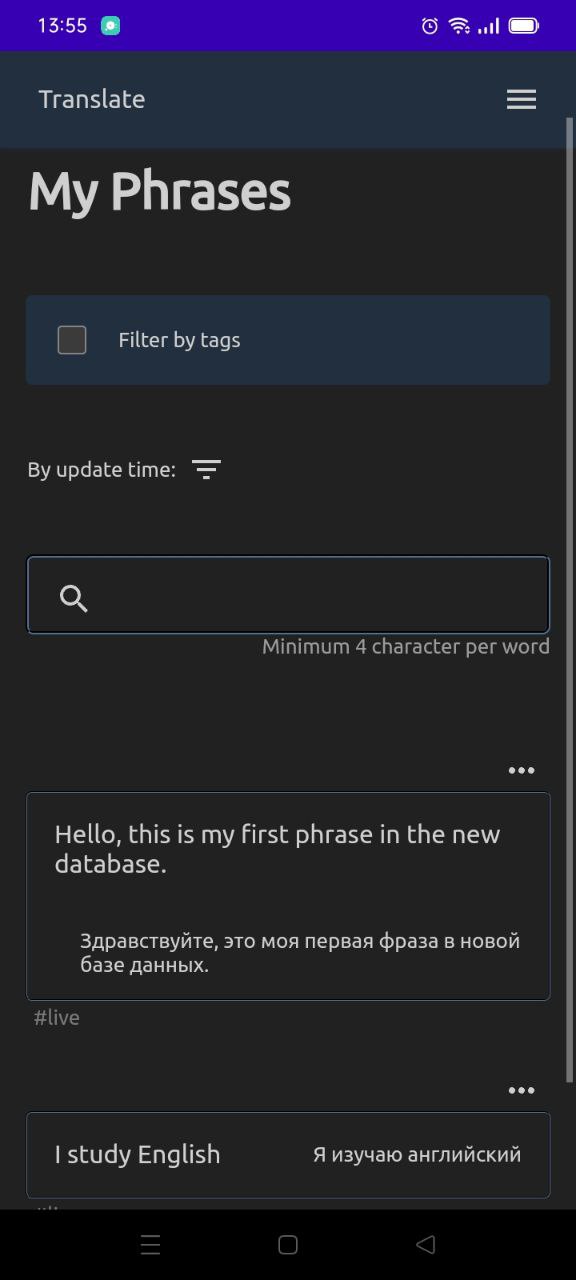 13:55
Translate
My Phrases
Filter by tags
By update time:
Minimum 4 character per word
Hello, this is my first phrase in the new
database.
Здравствуйте, это моя первая фраза в новой
базе данных.
#live
I study English
Я изучаю английский